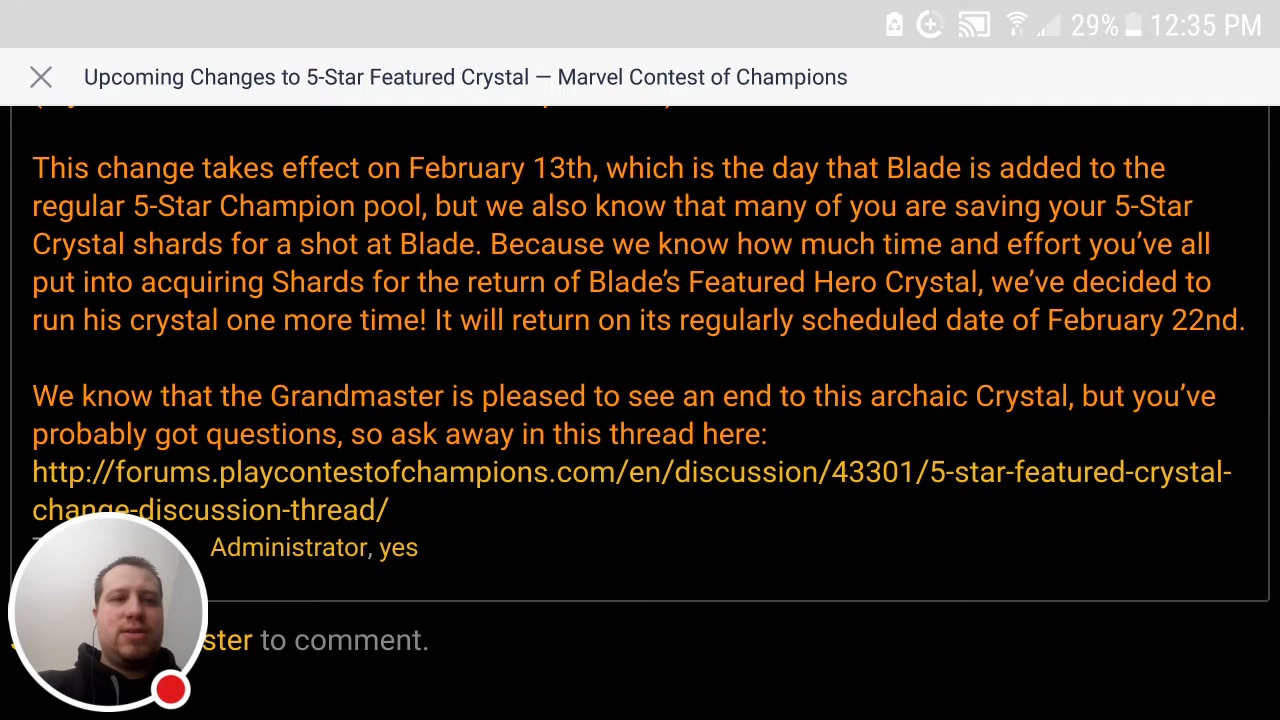 29% 12:35 PM
Upcoming Changes to 5-Star Featured Crystal — Marvel Contest of Champions
This change takes effect on February 13th, which is the day that Blade is added to the
regular 5-Star Champion pool, but we also know that many of you are saving your 5-Star
Crystal shards for a shot at Blade. Because we know how much time and effort you’ve all
put into acquiring Shards for the return of Blade’s Featured Hero Crystal, we’ve decided to
run his crystal one more time! It will return on its regularly scheduled date of February 22nd.
We know that the Grandmaster is pleased to see an end to this archaic Crystal, but you’ve
probably got questions, so ask away in this thread here:
http://forums.playcontestofchampions.com/en/discussion/43301/5-star-featured-crystal-
change-discussion-thread/
Administrator, yes
ster to comment.